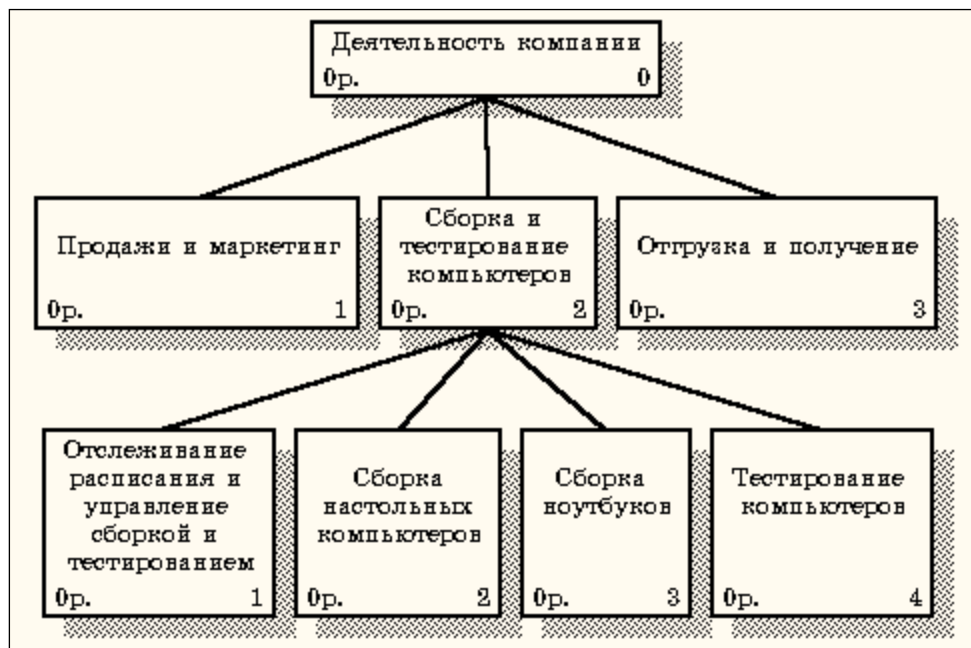 Деятельность компании
0р. 0
Продажи и маркетинг
0р. 1
Сборка и
тестирование
компьютеров
0р. 2
Отгрузка и получение
0р. 3
Отслеживание
расписания и
управление
сборкой и
тестированием
0р. 1
Сборка
настольных
компьютеров
0р. 2
Сборка
ноутбуков
0р. 3
Тестирование
компьютеров
0р. 4